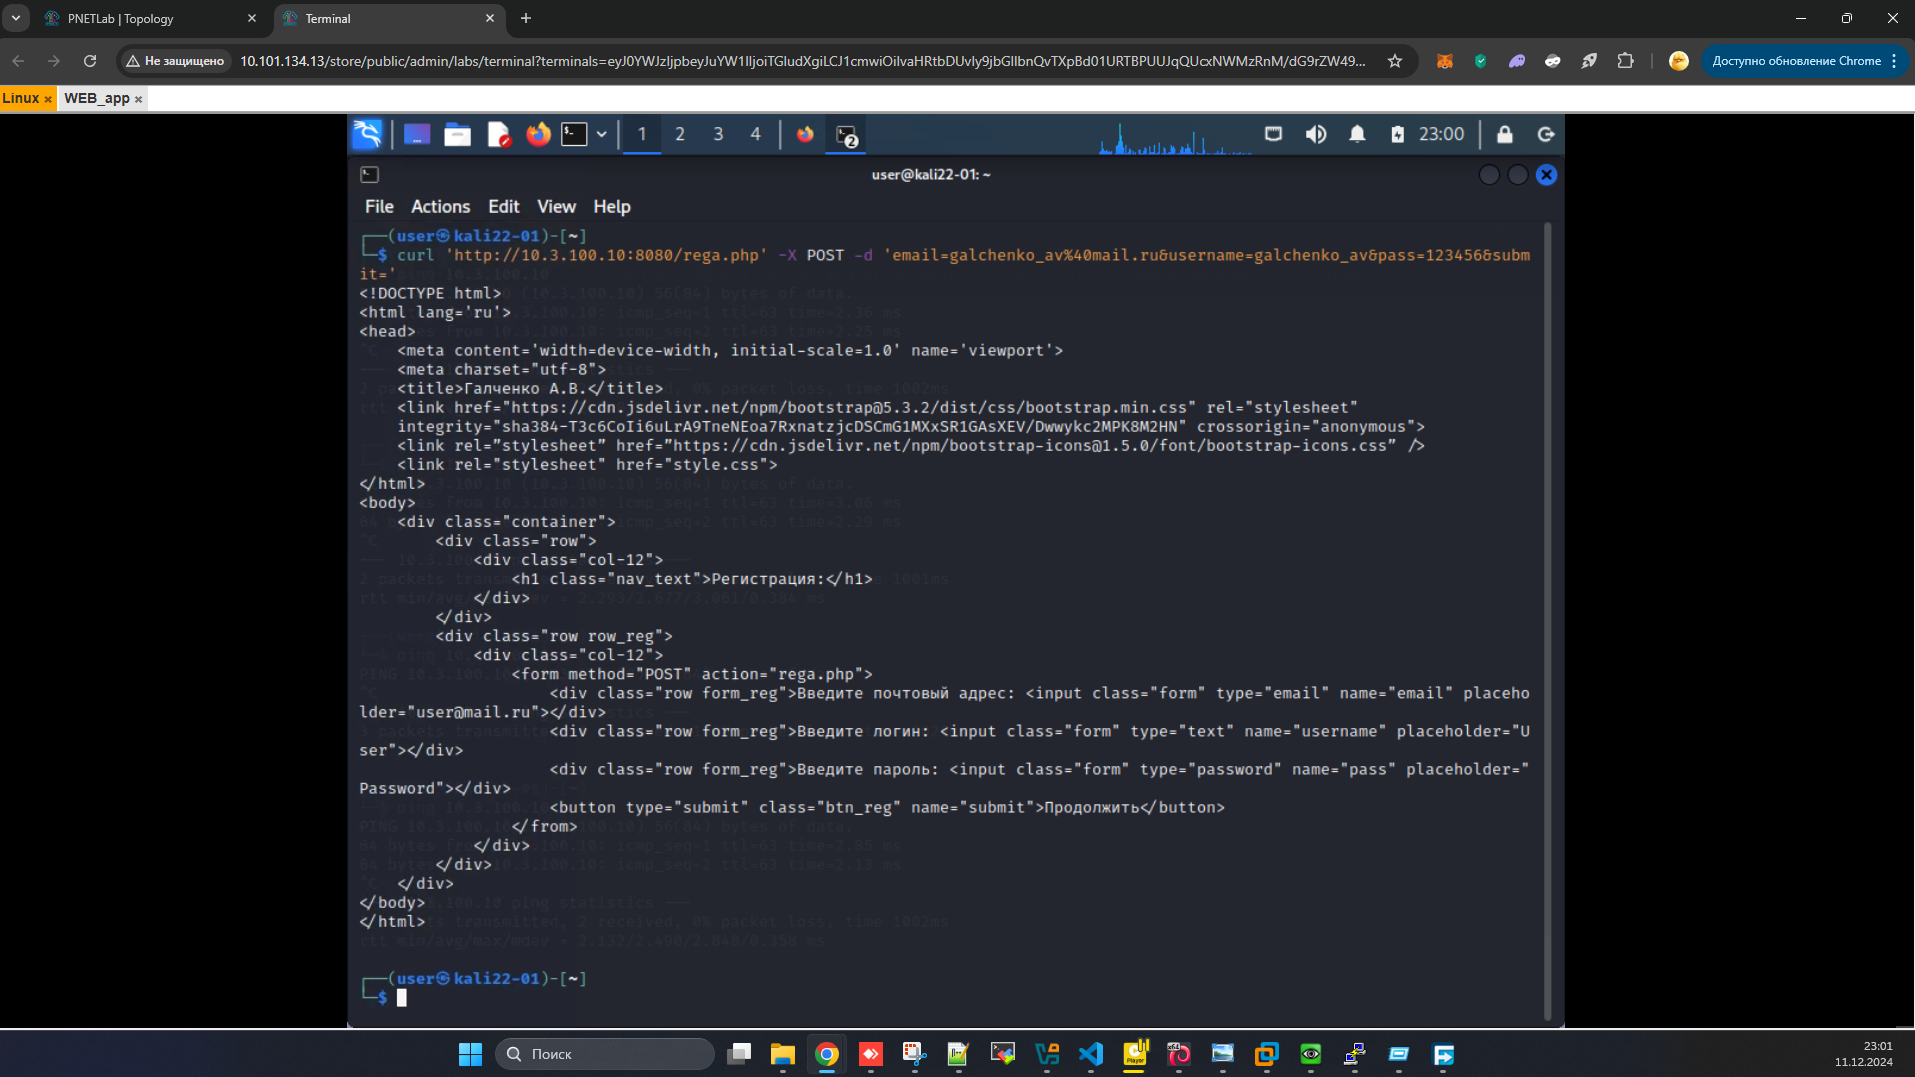 PNETLab | Topology
Terminal
Не защищено
10.101.134.13/store/public/admin/labs/terminal?terminals=eyJ0YWJzIjpbeyJuYW1lIjoiTGludXgiLCJ1cmwiOiIvaHRtbDUvIy9jbGllbnQvTXpBd01URTBPUUJqQUcxNWMzRnM/dG9rZW49...
Доступно обновление Chrome
Linux ×
WEB_app ×
1 2 3 4
2
23:00
user@kali22-01: ~
File Actions Edit View Help
┌──(user㉿kali22-01)-[~]
└─$ curl 'http://10.3.100.10:8080/rega.php' -X POST -d 'email=galchenko_av%40mail.ru&username=galchenko_av&pass=123456&subm
it='
<!DOCTYPE html>
<html lang='ru'>
<head>
<meta content='width=device-width, initial-scale=1.0' name='viewport'>
<meta charset="utf-8">
<title>Галченко А.В.</title>
<link href="https://cdn.jsdelivr.net/npm/bootstrap@5.3.2/dist/css/bootstrap.min.css" rel="stylesheet"
integrity="sha384-T3c6CoIi6uLrA9TneNEoa7RxnatzjcDSCmG1MXxSR1GAsXEV/Dwwykc2MPK8M2HN" crossorigin="anonymous">
<link rel=”stylesheet” href=”https://cdn.jsdelivr.net/npm/bootstrap-icons@1.5.0/font/bootstrap-icons.css” />
<link rel="stylesheet" href="style.css">
</html>
<body>
<div class="container">
<div class="row">
<div class="col-12">
<h1 class="nav_text">Регистрация:</h1>
</div>
</div>
<div class="row row_reg">
<div class="col-12">
<form method="POST" action="rega.php">
<div class="row form_reg">Введите почтовый адрес: <input class="form" type="email" name="email" placeho
lder="user@mail.ru"></div>
<div class="row form_reg">Введите логин: <input class="form" type="text" name="username" placeholder="U
ser"></div>
<div class="row form_reg">Введите пароль: <input class="form" type="password" name="pass" placeholder="
Password"></div>
<button type="submit" class="btn_reg" name="submit">Продолжить</button>
</from>
</div>
</div>
</div>
</body>
</html>
┌──(user㉿kali22-01)-[~]
└─$
Поиск
23:01
11.12.2024